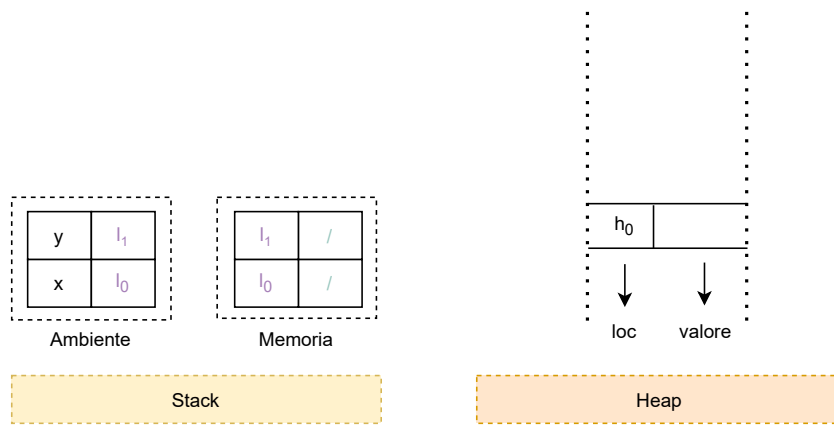 y l₁
x l₀
Ambiente
l₁ /
l₀ /
Memoria
Stack
h₀
loc valore
Heap